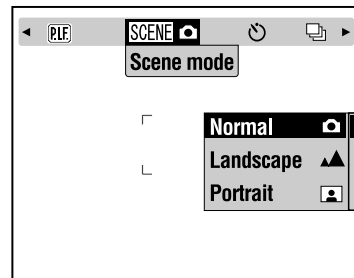 P.I.F. SCENE
Scene mode
Normal
Landscape
Portrait